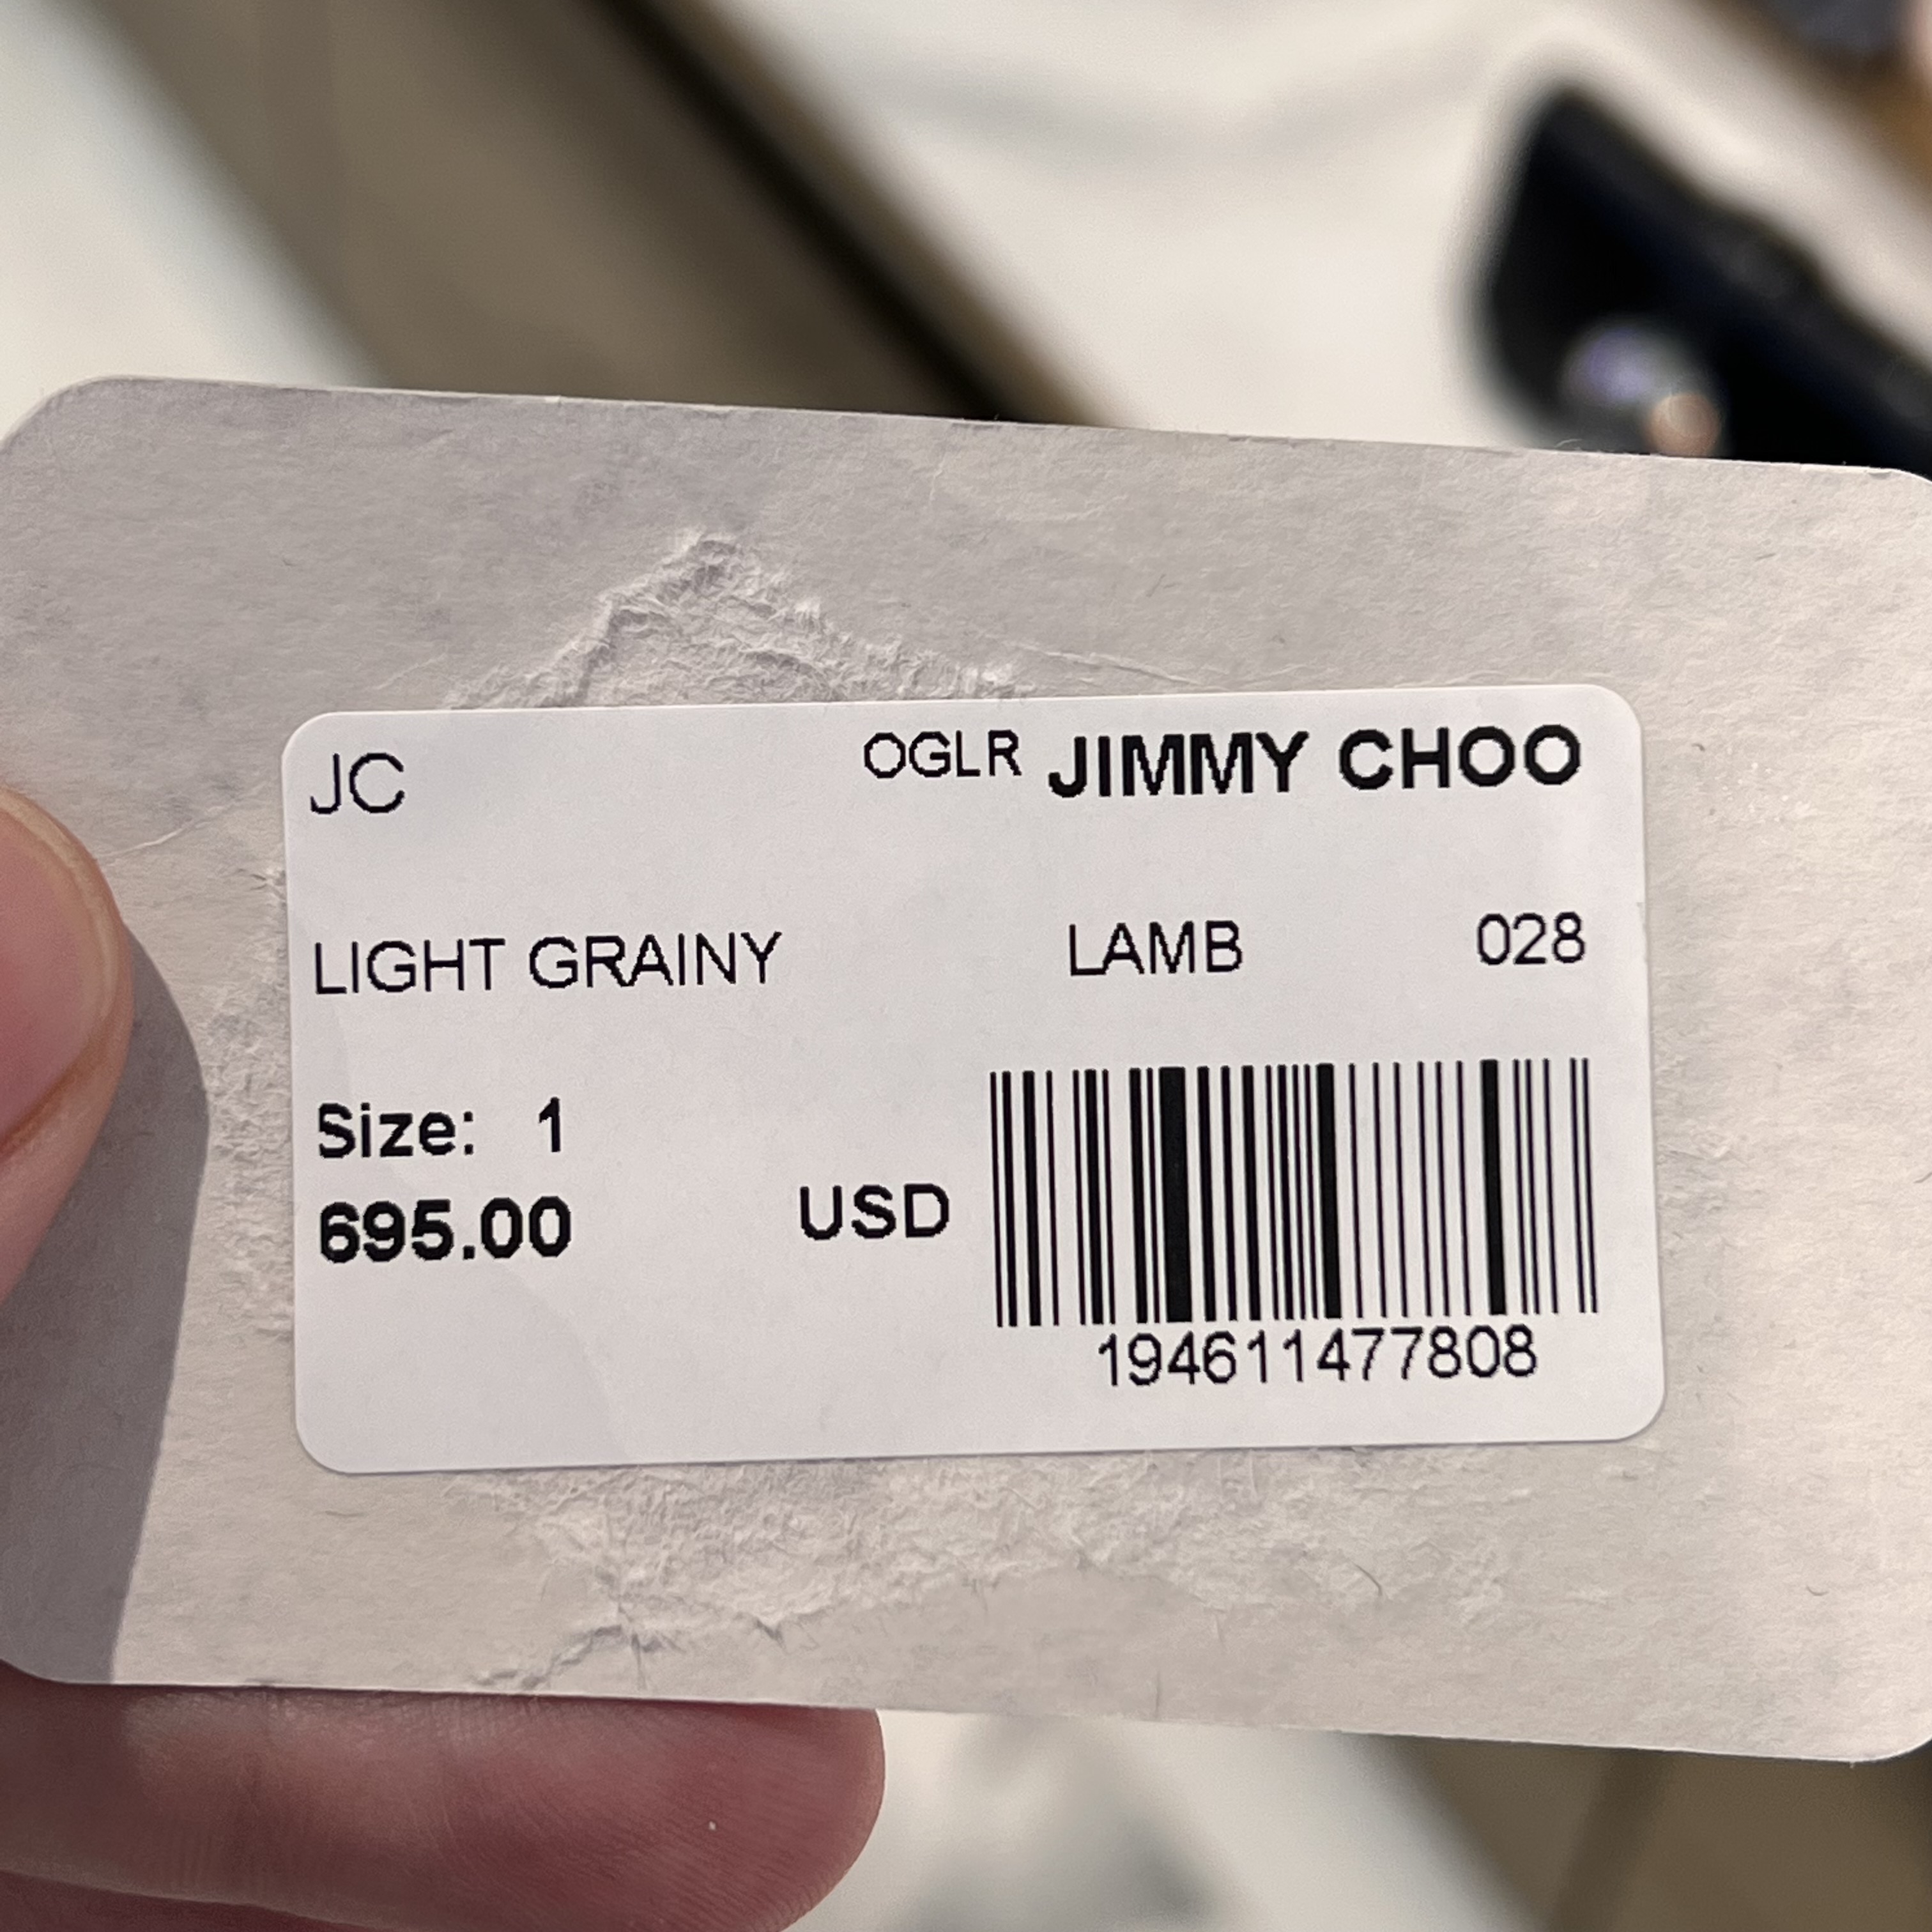 JC OGLR JIMMY CHOO
LIGHT GRAINY LAMB 028
Size: 1
695.00 USD
194611477808